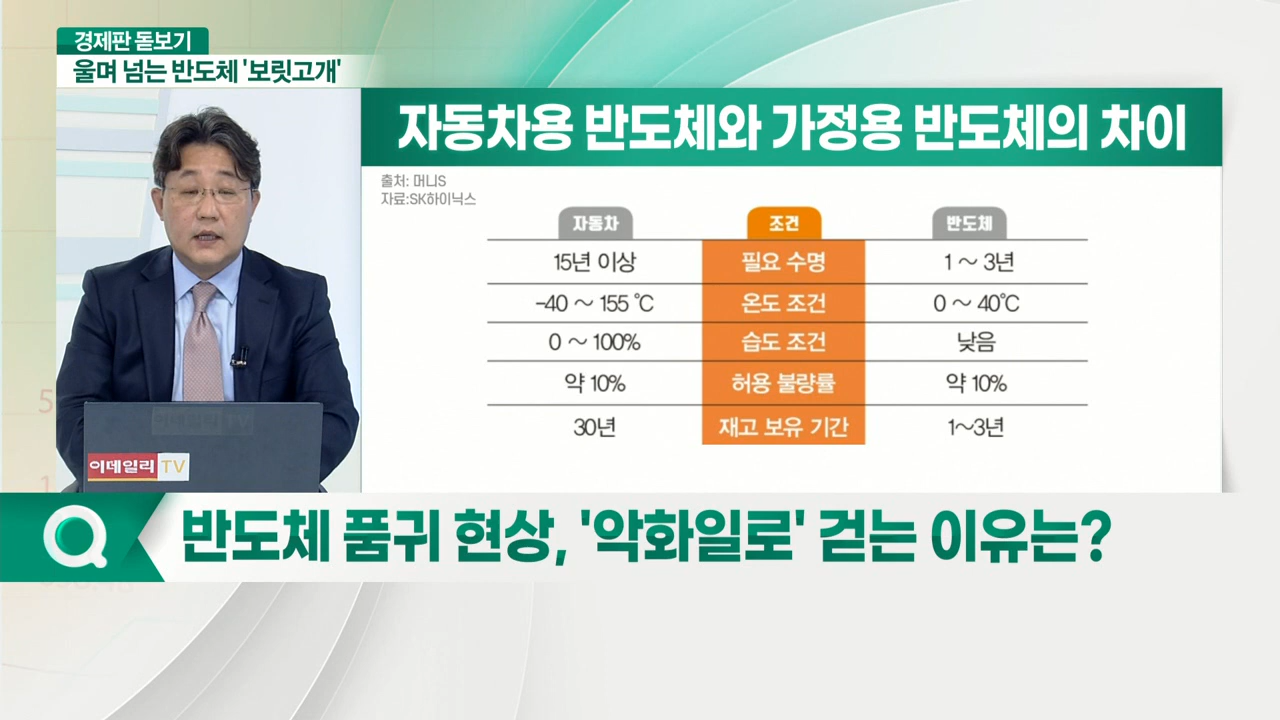 경제판 돋보기
울며 넘는 반도체 '보릿고개'
자동차용 반도체와 가정용 반도체의 차이
출처: 머니S
자료:SK하이닉스
자동차 조건 반도체
15년 이상 필요 수명 1 ~ 3년
-40 ~ 155 ℃ 온도 조건 0 ~ 40℃
0 ~ 100% 습도 조건 낮음
약 10% 허용 불량률 약 10%
30년 재고 보유 기간 1~3년
이데일리 TV
이데일리 TV
반도체 품귀 현상, '악화일로' 걷는 이유는?